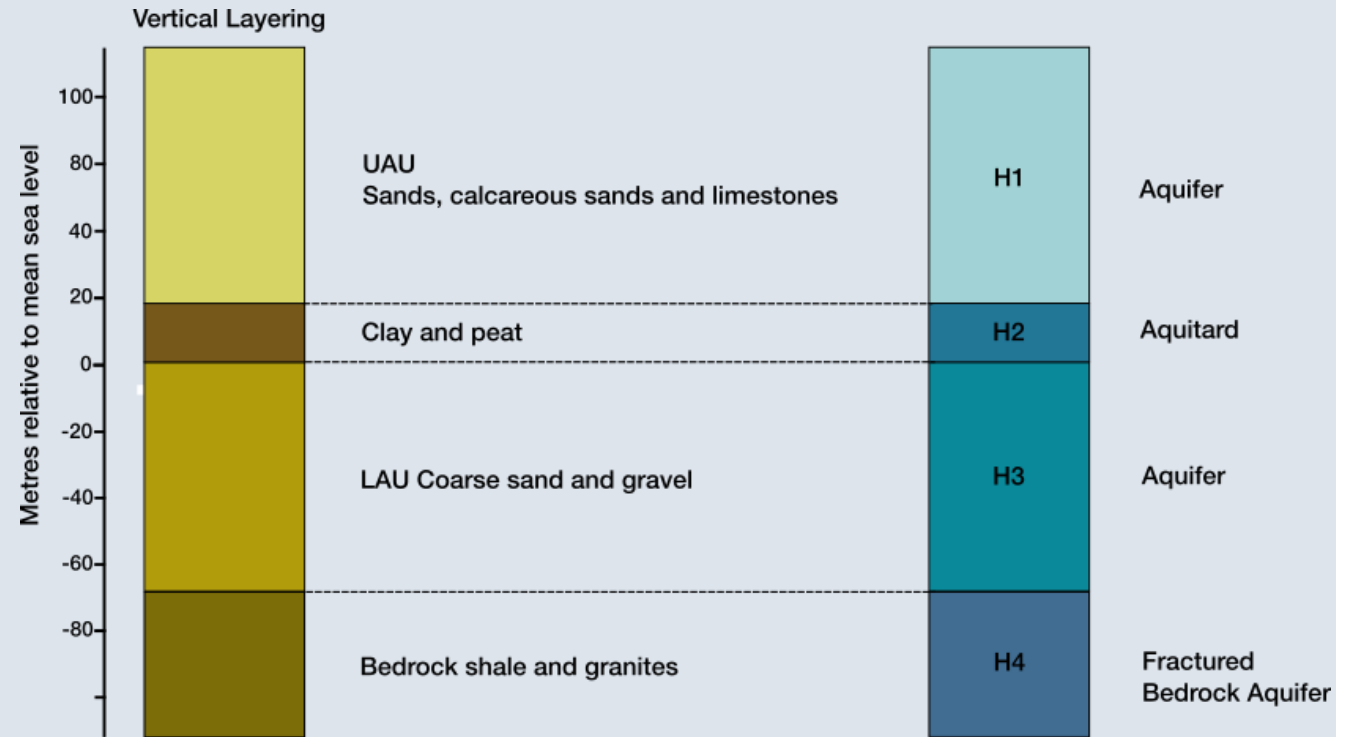 Vertical Layering
Metres relative to mean sea level
100
80
40
20
0
-20
-40
-60
-80
UAU
Sands, calcareous sands and limestones
H1
Aquifer
Clay and peat
H2
Aquitard
LAU Coarse sand and gravel
H3
Aquifer
Bedrock shale and granites
H4
Fractured
Bedrock Aquifer